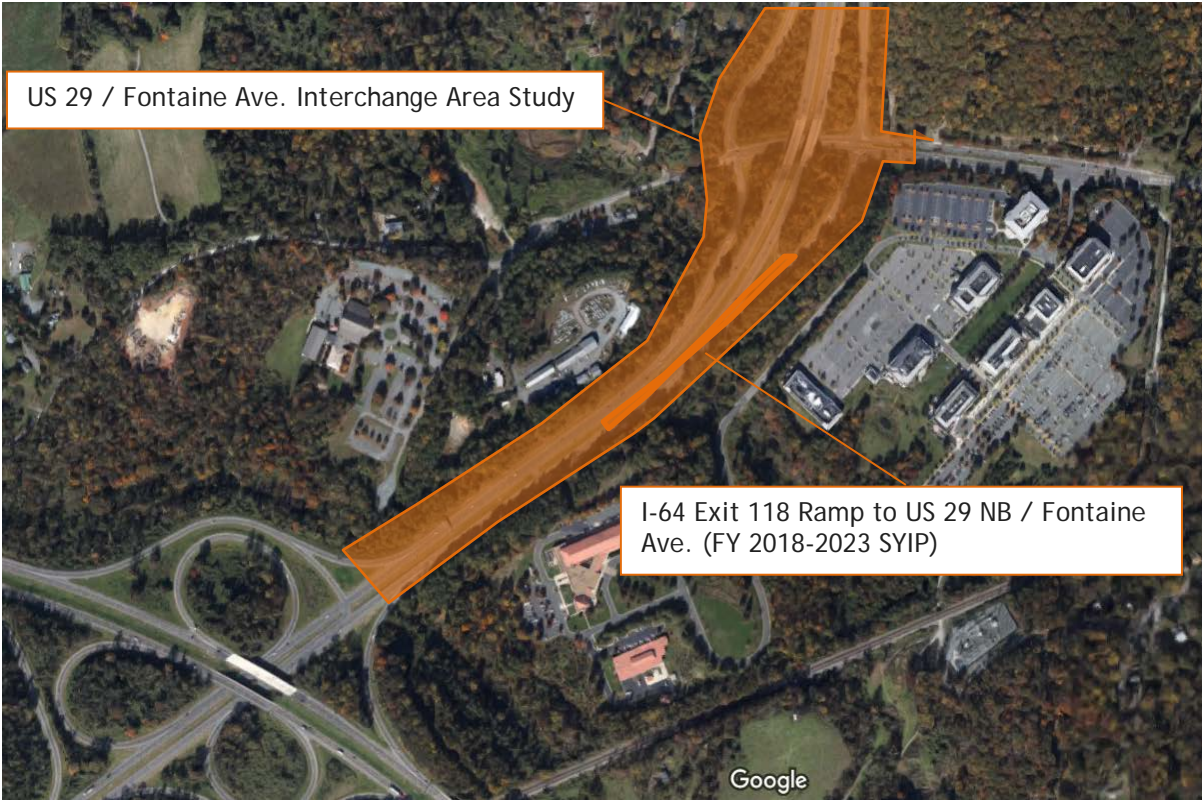 US 29 / Fontaine Ave. Interchange Area Study
I-64 Exit 118 Ramp to US 29 NB / Fontaine
Ave. (FY 2018-2023 SYIP)
Google